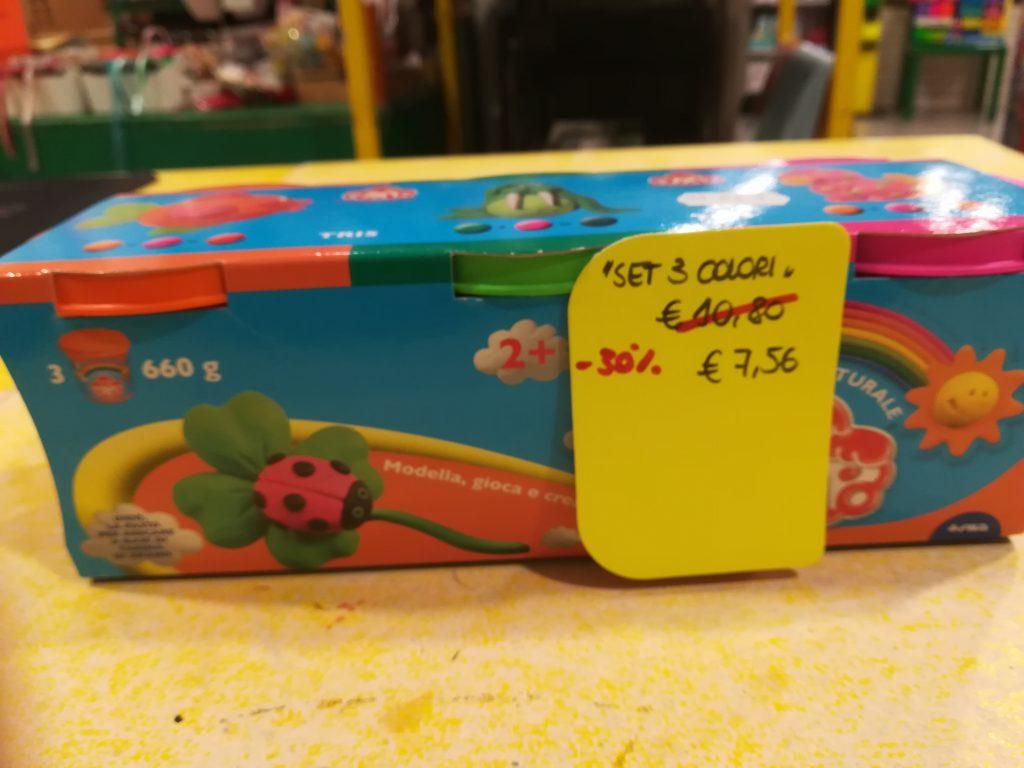 TRIS
"SET 3 COLORI"
€ 10,80
-30% € 7,56
3 660 g
2+
TURALE
Modella, gioca e cre